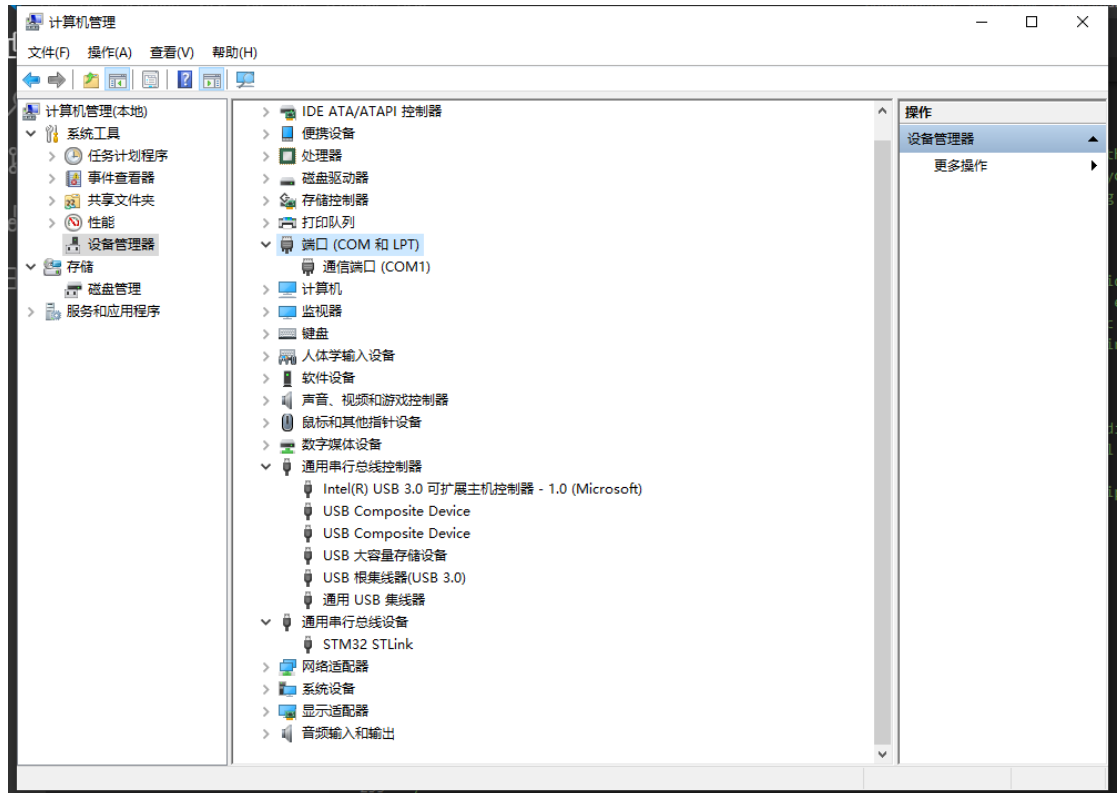 计算机管理
文件(F) 操作(A) 查看(V) 帮助(H)
计算机管理(本地)
系统工具
任务计划程序
事件查看器
共享文件夹
性能
设备管理器
存储
磁盘管理
服务和应用程序
IDE ATA/ATAPI 控制器
便携设备
处理器
磁盘驱动器
存储控制器
打印队列
端口 (COM 和 LPT)
通信端口 (COM1)
计算机
监视器
键盘
人体学输入设备
软件设备
声音、视频和游戏控制器
鼠标和其他指针设备
数字媒体设备
通用串行总线控制器
Intel(R) USB 3.0 可扩展主机控制器 - 1.0 (Microsoft)
USB Composite Device
USB Composite Device
USB 大容量存储设备
USB 根集线器(USB 3.0)
通用 USB 集线器
通用串行总线设备
STM32 STLink
网络适配器
系统设备
显示适配器
音频输入和输出
操作
设备管理器
更多操作